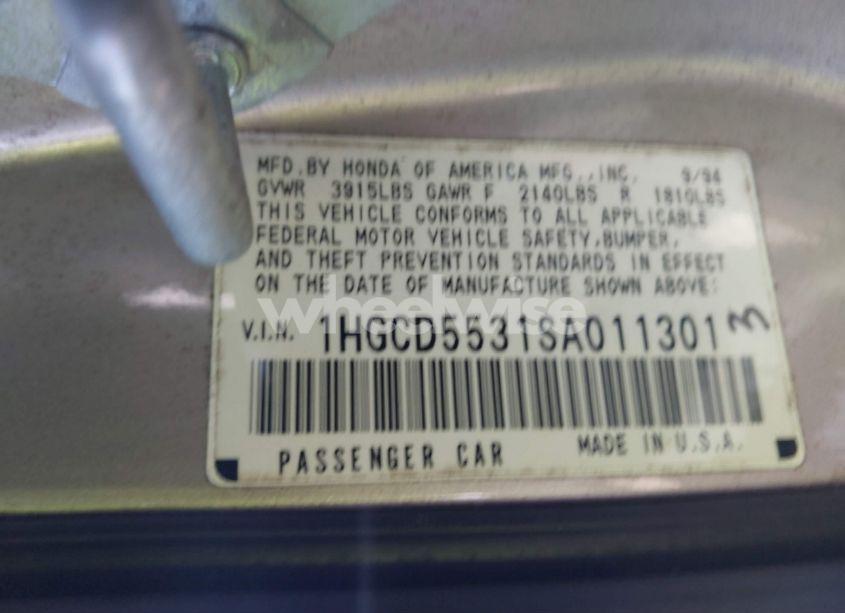 MFD.BY HONDA OF AMERICA MFG.,INC. 9/94
GVWR 3915LBS GAWR F 2140LBS R 1810LBS
THIS VEHICLE CONFORMS TO ALL APPLICABLE
FEDERAL MOTOR VEHICLE SAFETY,BUMPER,
AND THEFT PREVENTION STANDARDS IN EFFECT
ON THE DATE OF MANUFACTURE SHOWN ABOVE:
wheelwise
V.I.N. 1HGCD5531SA011301 3
PASSENGER CAR MADE IN U.S.A.